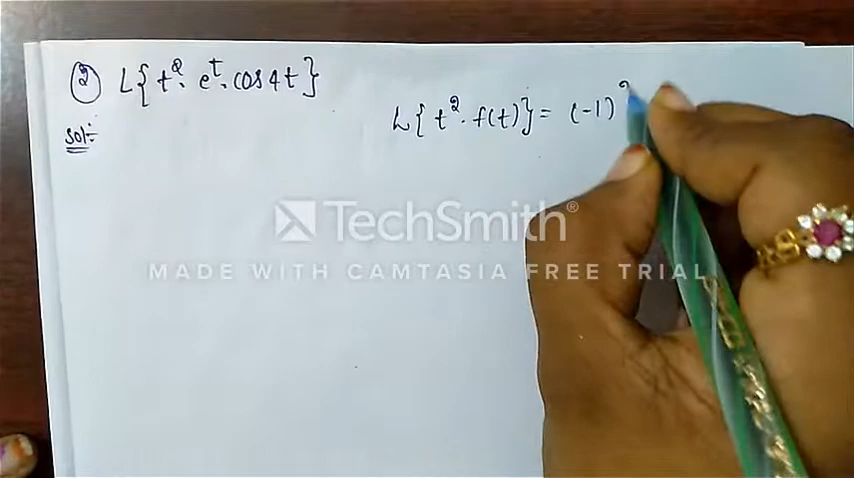 ② L{t². eᵗ. cos4t}
Sol:-
L{t². f(t)} = (-1)²
TechSmith®
MADE WITH CAMTASIA FREE TRIAL